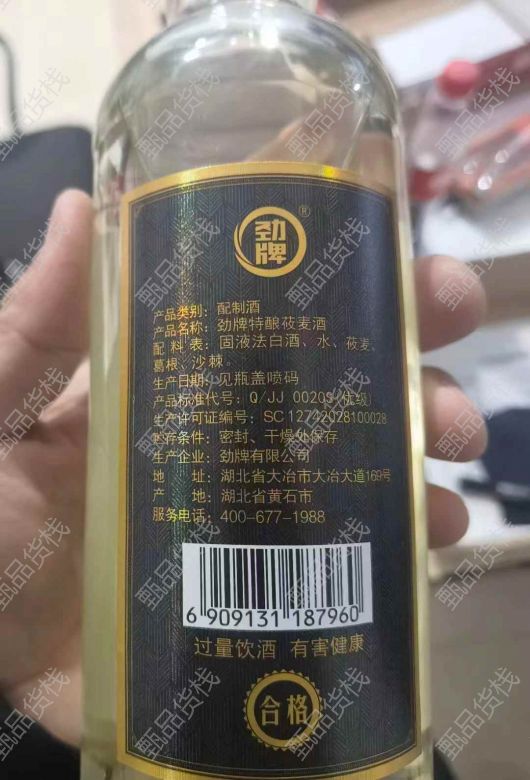 劲牌®
产品类别：配制酒
产品名称：劲牌特酿莜麦酒
配 料 表：固液法白酒、水、莜麦、
葛根、沙棘。
生产日期：见瓶盖喷码
产品标准代号：Q/JJ 0020S（优级）
生产许可证编号：SC12742028100028
贮存条件：密封、干燥处保存
生产企业：劲牌有限公司
地 址：湖北省大冶市大冶大道169号
产 地：湖北省黄石市
服务电话：400-677-1988
6 909131 187960
过量饮酒 有害健康
合格
甄品货栈